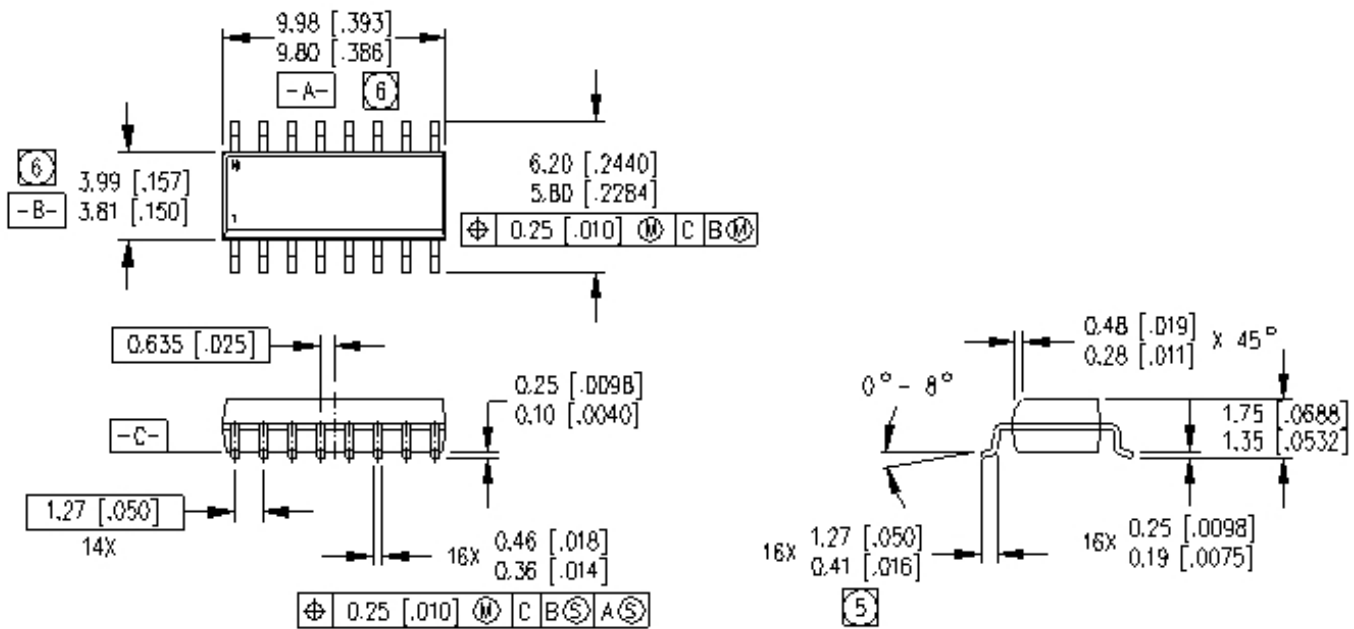 9.98 [.393]
9.80 [.386]
-A- 6
6
3.99 [.157]
-B- 3.81 [.150]
1
6.20 [.2440]
5.80 [.2284]
⌖ 0.25 [.010] Ⓜ C B Ⓜ
0.635 [.025]
0.25 [.0098]
0.10 [.0040]
-C-
1.27 [.050]
14X
16X 0.46 [.018]
0.36 [.014]
⌖ 0.25 [.010] Ⓜ C B Ⓢ A Ⓢ
0.48 [.019]
0.28 [.011] X 45°
0° - 8°
1.75 [.0688]
1.35 [.0532]
16X 1.27 [.050]
0.41 [.016]
5
16X 0.25 [.0098]
0.19 [.0075]